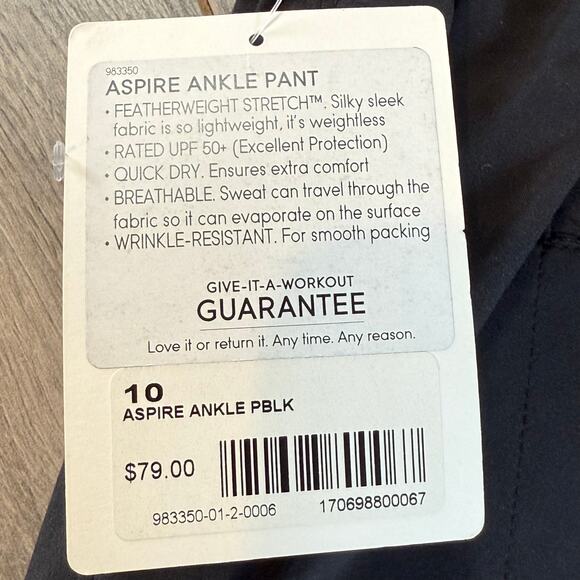 983350
ASPIRE ANKLE PANT
• FEATHERWEIGHT STRETCH™. Silky sleek
fabric is so lightweight, it's weightless
• RATED UPF 50+ (Excellent Protection)
• QUICK DRY. Ensures extra comfort
• BREATHABLE. Sweat can travel through the
fabric so it can evaporate on the surface
• WRINKLE-RESISTANT. For smooth packing
GIVE-IT-A-WORKOUT
GUARANTEE
Love it or return it. Any time. Any reason.
10
ASPIRE ANKLE PBLK
$79.00
983350-01-2-0006 170698800067